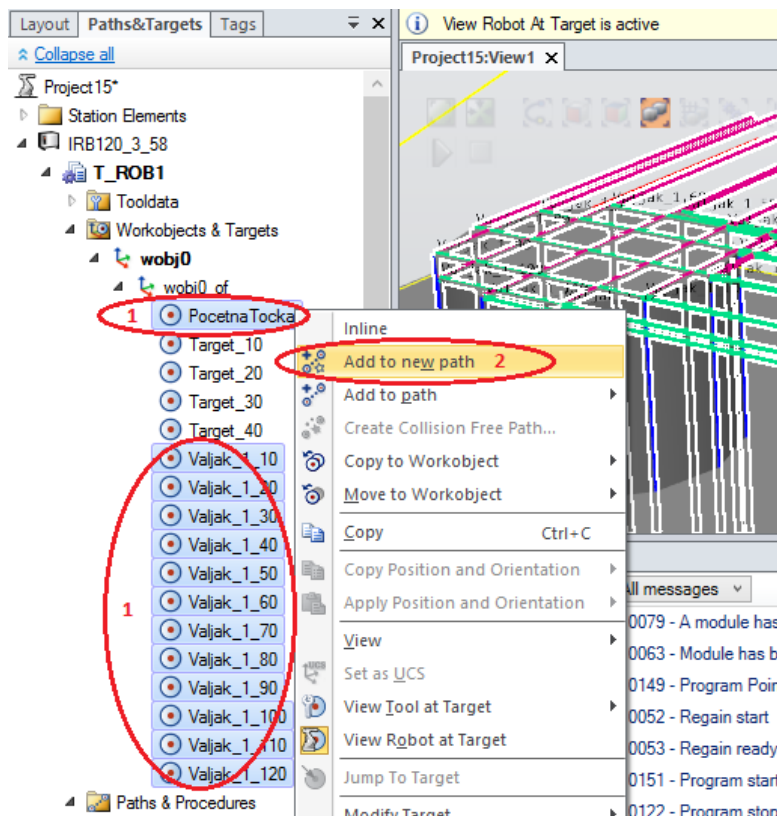 Layout Paths&Targets Tags
Collapse all
Project15*
Station Elements
IRB120_3_58
T_ROB1
Tooldata
Workobjects & Targets
wobj0
wobj0_of
1 PocetnaTocka
Target_10
Target_20
Target_30
Target_40
Valjak_1_10
Valjak_1_20
Valjak_1_30
Valjak_1_40
Valjak_1_50
Valjak_1_60
1 Valjak_1_70
Valjak_1_80
Valjak_1_90
Valjak_1_100
Valjak_1_110
Valjak_1_120
Paths & Procedures
View Robot At Target is active
Project15:View1
Inline
Add to new path 2
Add to path
Create Collision Free Path...
Copy to Workobject
Move to Workobject
Copy Ctrl+C
Copy Position and Orientation
Apply Position and Orientation
View
Set as UCS
View Tool at Target
View Robot at Target
Jump To Target
Modify Target
All messages
0079 - A module has
0063 - Module has b
0149 - Program Poin
0052 - Regain start
0053 - Regain ready
0151 - Program start
0122 - Program stop